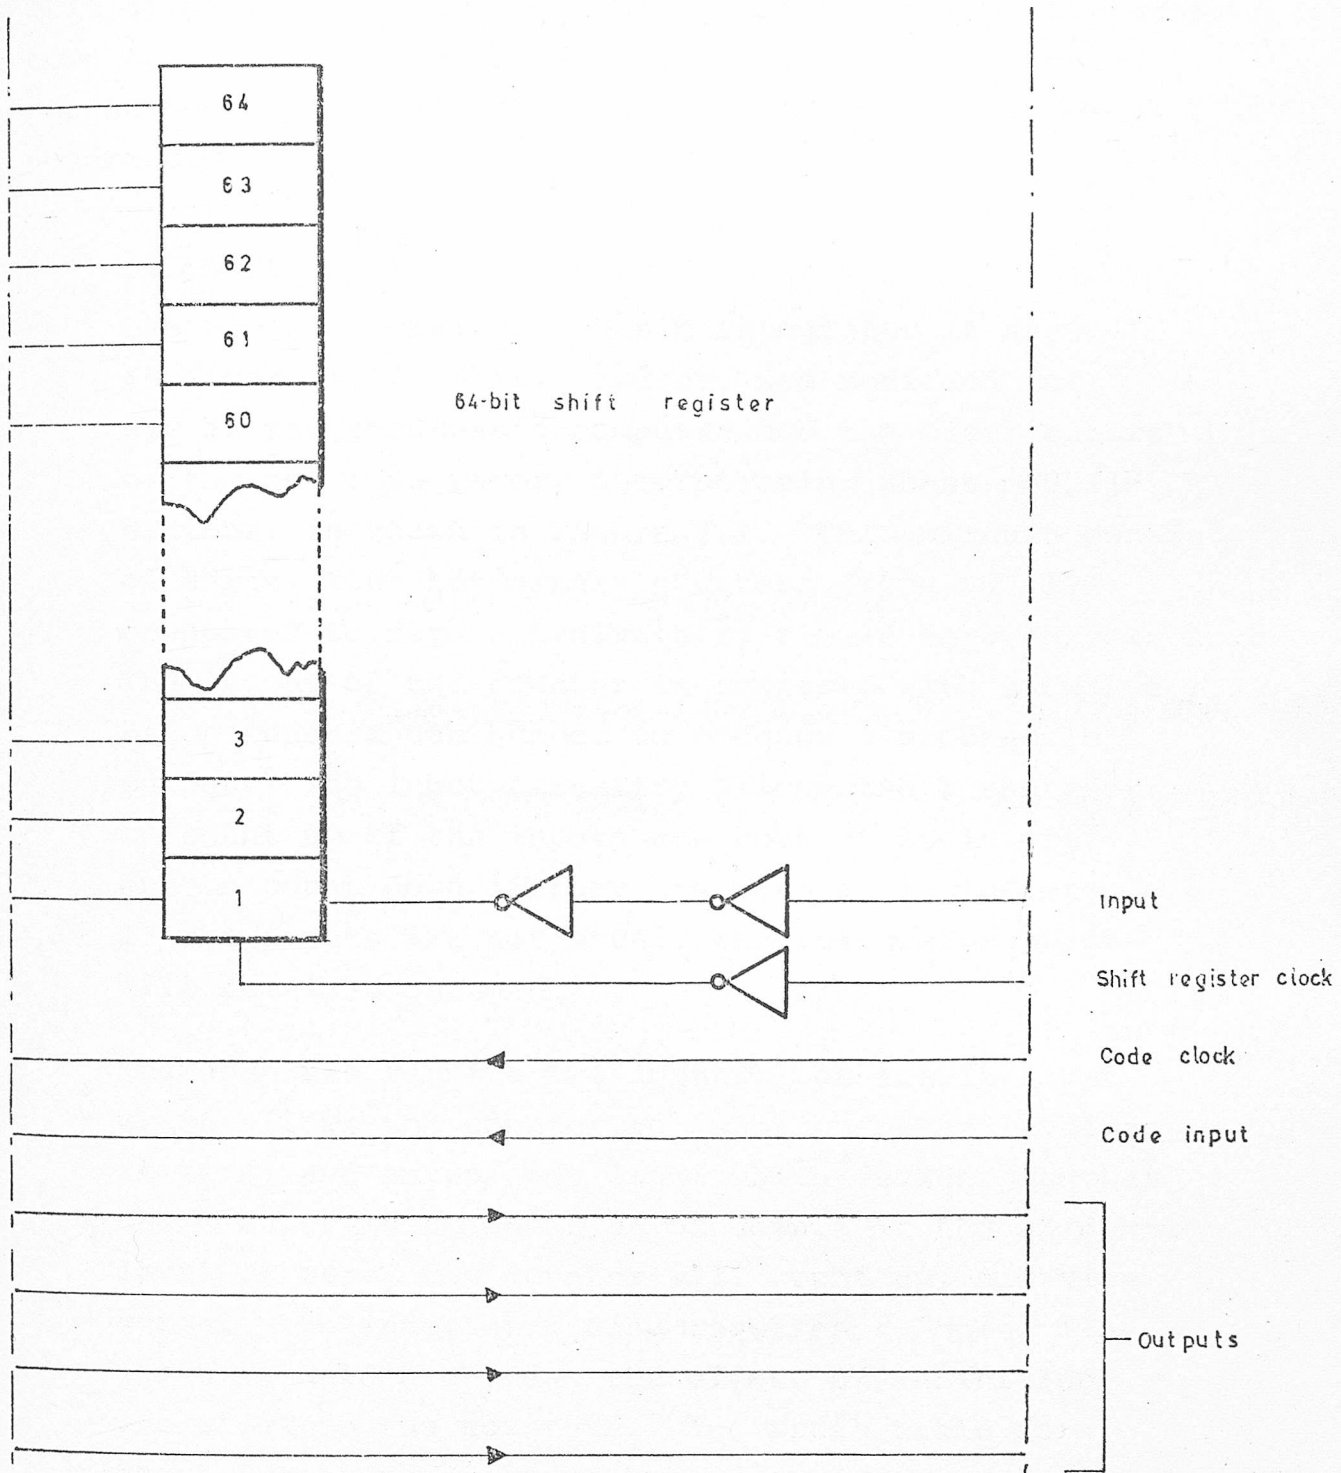 64
63
62
61
60
64-bit shift register
3
2
1
Input
Shift register clock
Code clock
Code input
Outputs